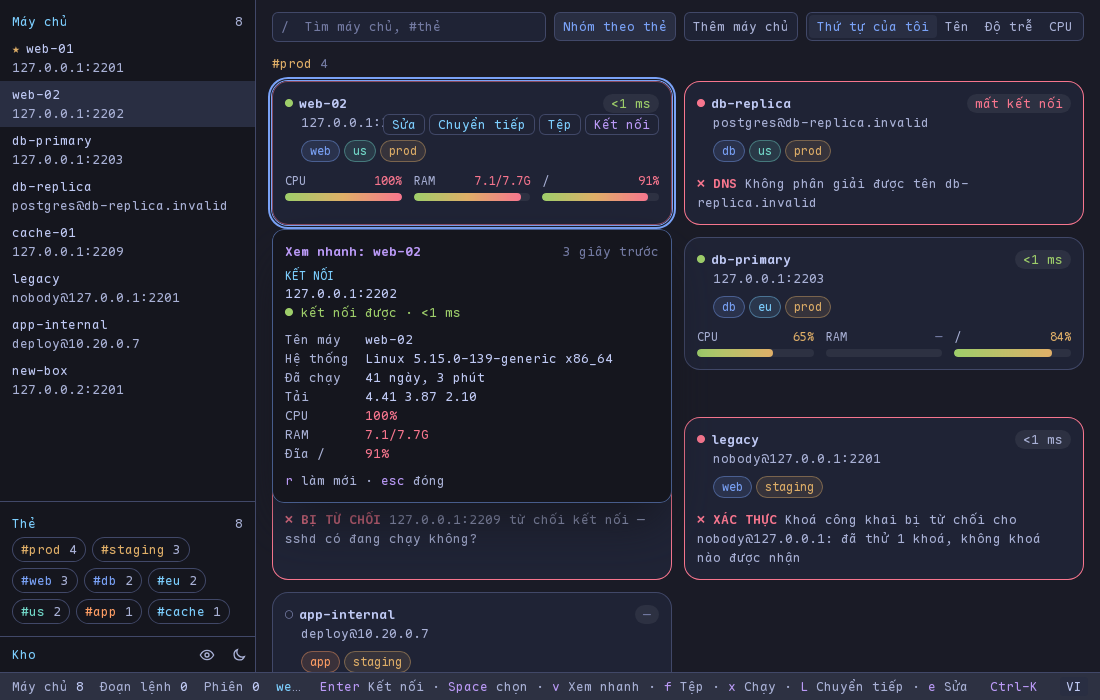 Máy chủ 8
★ web-01
127.0.0.1:2201
web-02
127.0.0.1:2202
db-primary
127.0.0.1:2203
db-replica
postgres@db-replica.invalid
cache-01
127.0.0.1:2209
legacy
nobody@127.0.0.1:2201
app-internal
deploy@10.20.0.7
new-box
127.0.0.2:2201
Thẻ 8
#prod 4 #staging 3
#web 3 #db 2 #eu 2
#us 2 #app 1 #cache 1
Kho
/ Tìm máy chủ, #thẻ Nhóm theo thẻ Thêm máy chủ Thứ tự của tôi Tên Độ trễ CPU
#prod 4
web-02 <1 ms
127.0.0.1: Sửa Chuyển tiếp Tệp Kết nối
web us prod
CPU 100% RAM 7.1/7.7G / 91%
db-replica mất kết nối
postgres@db-replica.invalid
db us prod
× DNS Không phân giải được tên db-
replica.invalid
Xem nhanh: web-02 3 giây trước
KẾT NỐI
127.0.0.1:2202
kết nối được · <1 ms
Tên máy web-02
Hệ thống Linux 5.15.0-139-generic x86_64
Đã chạy 41 ngày, 3 phút
Tải 4.41 3.87 2.10
CPU 100%
RAM 7.1/7.7G
Đĩa / 91%
r làm mới · esc đóng
db-primary <1 ms
127.0.0.1:2203
db eu prod
CPU 65% RAM — / 84%
× BỊ TỪ CHỐI 127.0.0.1:2209 từ chối kết nối —
sshd có đang chạy không?
legacy <1 ms
nobody@127.0.0.1:2201
web staging
× XÁC THỰC Khoá công khai bị từ chối cho
nobody@127.0.0.1: đã thử 1 khoá, không khoá
nào được nhận
app-internal —
deploy@10.20.0.7
app staging
Máy chủ 8 Đoạn lệnh 0 Phiên 0 we… Enter Kết nối · Space chọn · v Xem nhanh · f Tệp · x Chạy · L Chuyển tiếp · e Sửa Ctrl-K VI